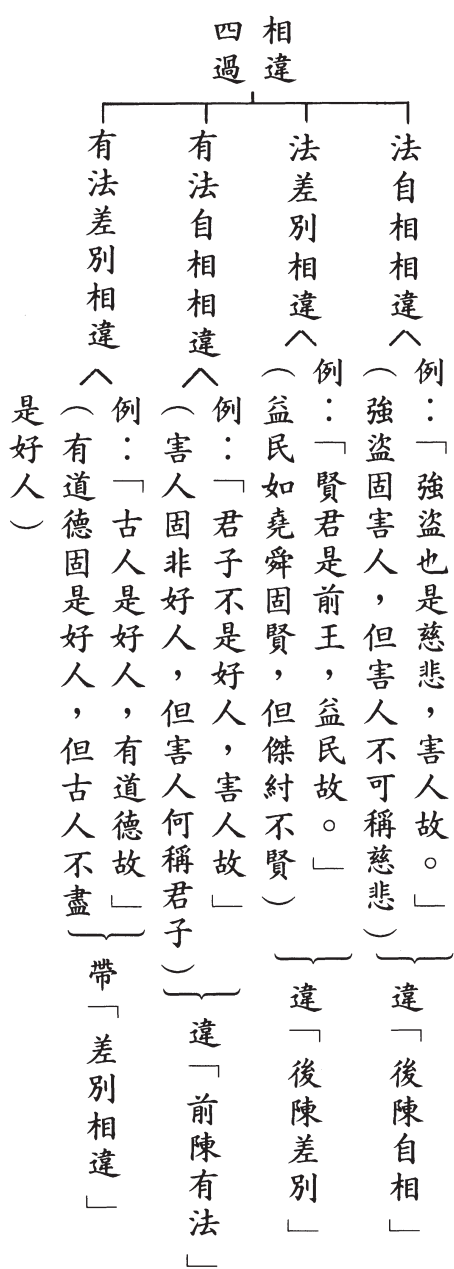 相違
四過
法自相相違
例：「強盜也是慈悲，害人故。」
（強盜固害人，但害人不可稱慈悲）
違「後陳自相」
法差別相違
例：「賢君是前王，益民故。」
（益民如堯舜固賢，但傑紂不賢）
違「後陳差別」
有法自相相違
例：「君子不是好人，害人故」
（害人固非好人，但害人何稱君子）
違「前陳有法」
有法差別相違
例：「古人是好人，有道德故」
（有道德固是好人，但古人不盡
是好人）
帶「差別相違」